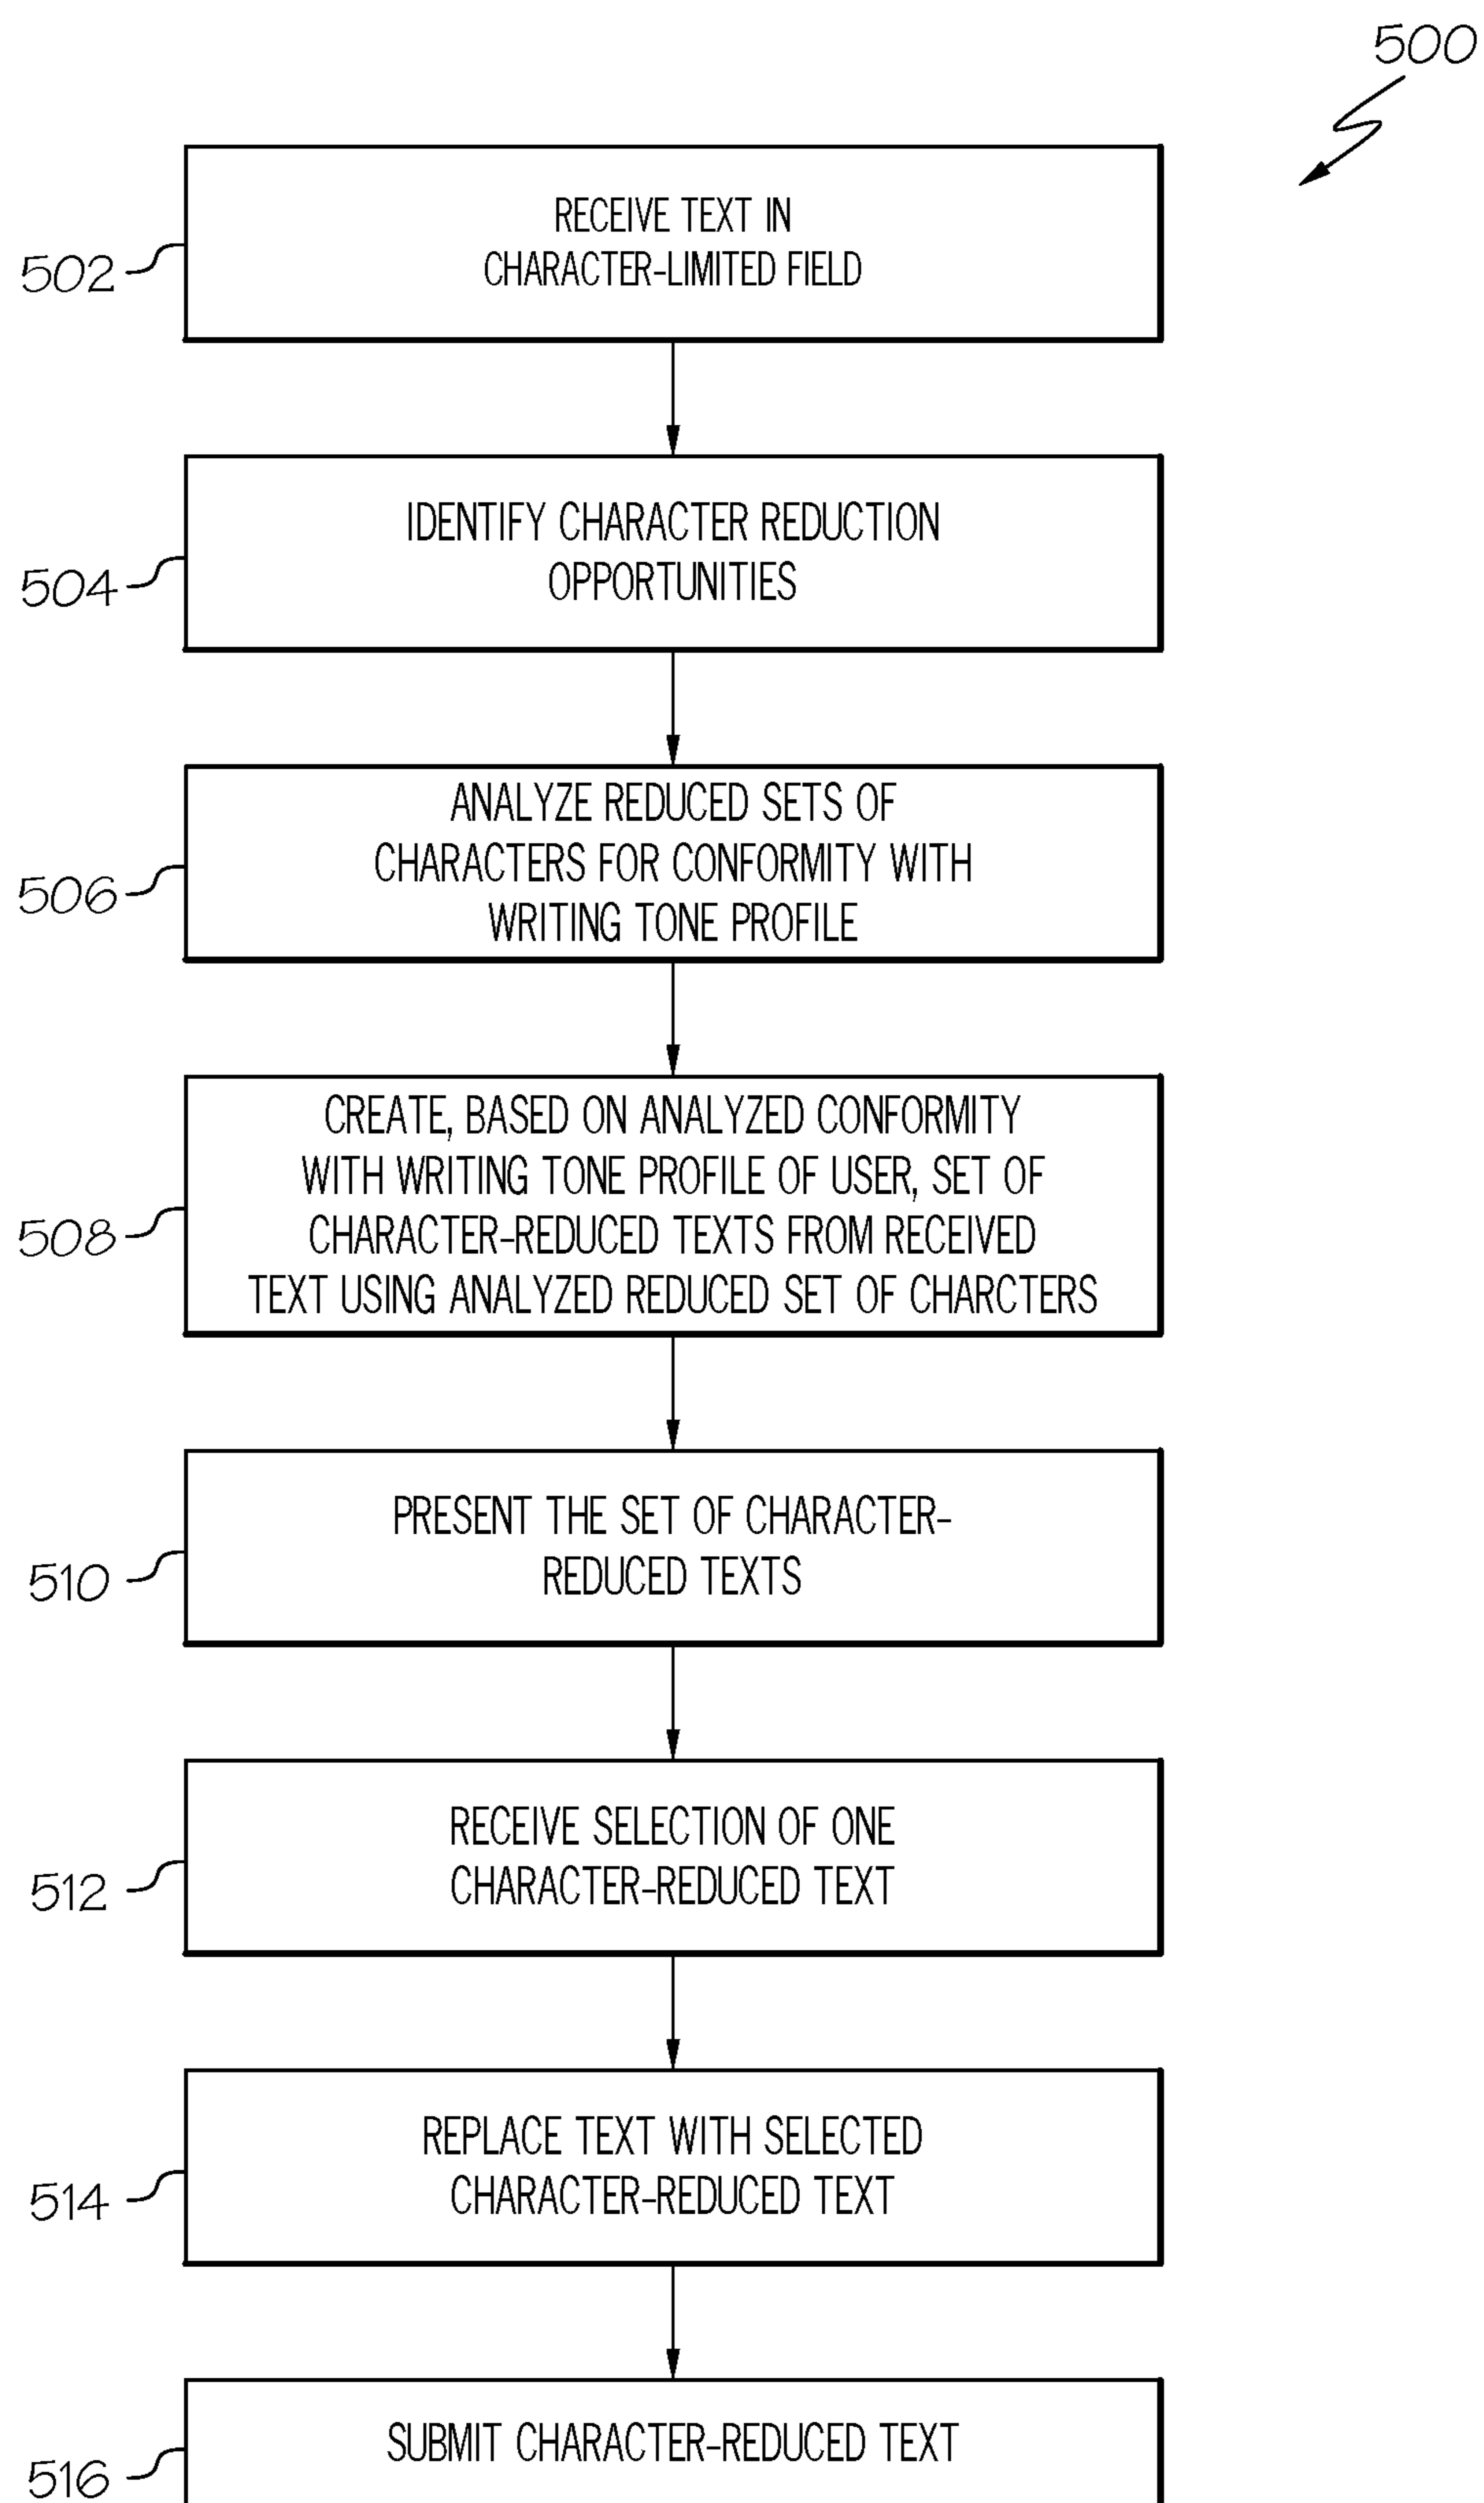 500
RECEIVE TEXT IN
CHARACTER-LIMITED FIELD
502
IDENTIFY CHARACTER REDUCTION
OPPORTUNITIES
504
ANALYZE REDUCED SETS OF
CHARACTERS FOR CONFORMITY WITH
WRITING TONE PROFILE
506
CREATE, BASED ON ANALYZED CONFORMITY
WITH WRITING TONE PROFILE OF USER, SET OF
CHARACTER-REDUCED TEXTS FROM RECEIVED
TEXT USING ANALYZED REDUCED SET OF CHARCTERS
508
PRESENT THE SET OF CHARACTER-
REDUCED TEXTS
510
RECEIVE SELECTION OF ONE
CHARACTER-REDUCED TEXT
512
REPLACE TEXT WITH SELECTED
CHARACTER-REDUCED TEXT
514
SUBMIT CHARACTER-REDUCED TEXT
516